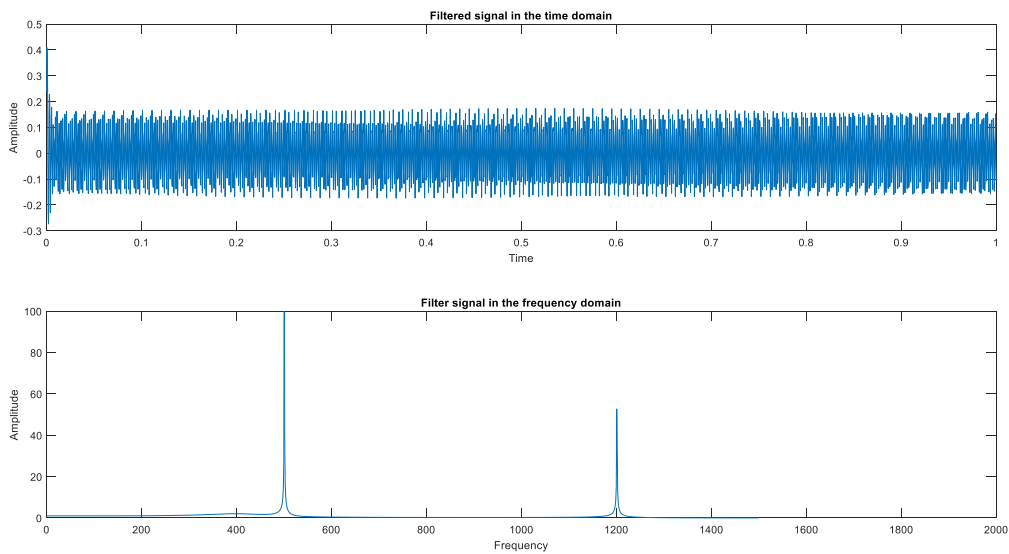 Filtered signal in the time domain
0.5
0.4
0.3
0.2
0.1
0
-0.1
-0.2
-0.3
Amplitude
0 0.1 0.2 0.3 0.4 0.5 0.6 0.7 0.8 0.9 1
Time
Filter signal in the frequency domain
100
80
60
40
20
0
Amplitude
0 200 400 600 800 1000 1200 1400 1600 1800 2000
Frequency